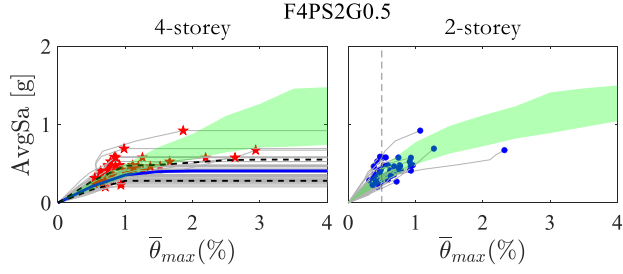 F4PS2G0.5
4-storey
2-storey
AvgSa [g]
2
1
0
0 1 2 3 4
0 1 2 3 4
θ̅max(%)
θ̅max(%)